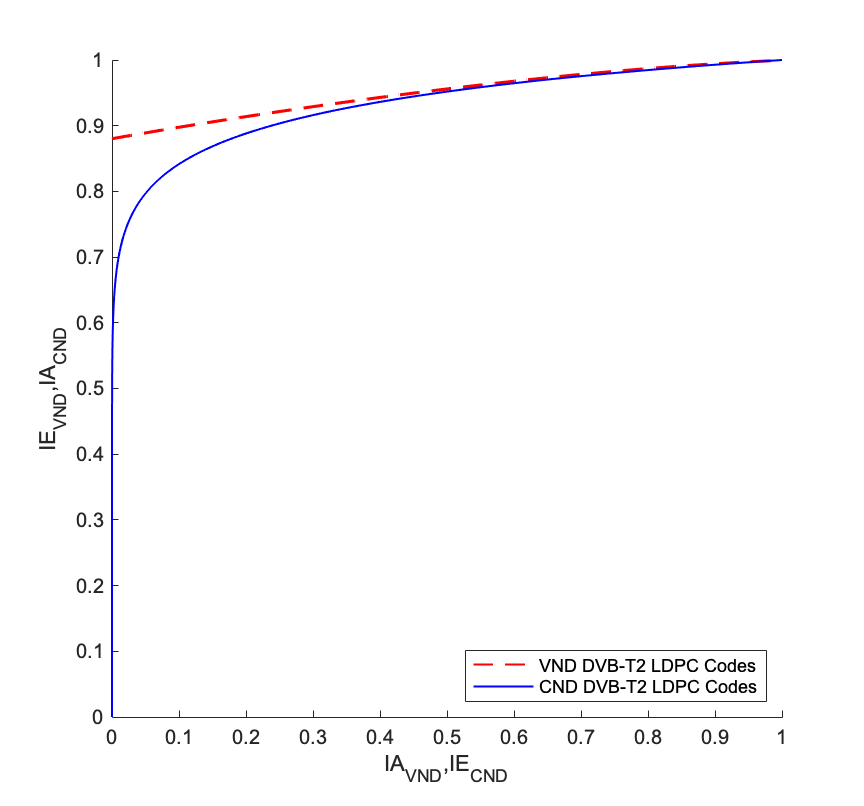 1
0.9
0.8
0.7
0.6
0.5
0.4
0.3
0.2
0.1
0
IE_VND,IA_CND
VND DVB-T2 LDPC Codes
CND DVB-T2 LDPC Codes
0 0.1 0.2 0.3 0.4 0.5 0.6 0.7 0.8 0.9 1
IA_VND,IE_CND